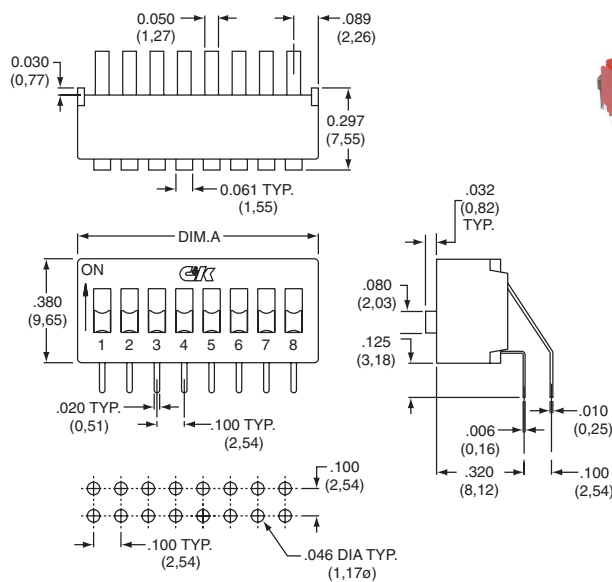 0.050
(1,27)
.089
(2,26)
0.030
(0,77)
0.297
(7,55)
0.061 TYP.
(1,55)
DIM.A
ON
C&K
.380
(9,65)
1 2 3 4 5 6 7 8
.020 TYP.
(0,51)
.100 TYP.
(2,54)
.032
(0,82)
TYP.
.080
(2,03)
.125
(3,18)
.010
(0,25)
.006
(0,16)
.320
(8,12)
.100
(2,54)
.100
(2,54)
.100 TYP.
(2,54)
.046 DIA TYP.
(1,17ø)